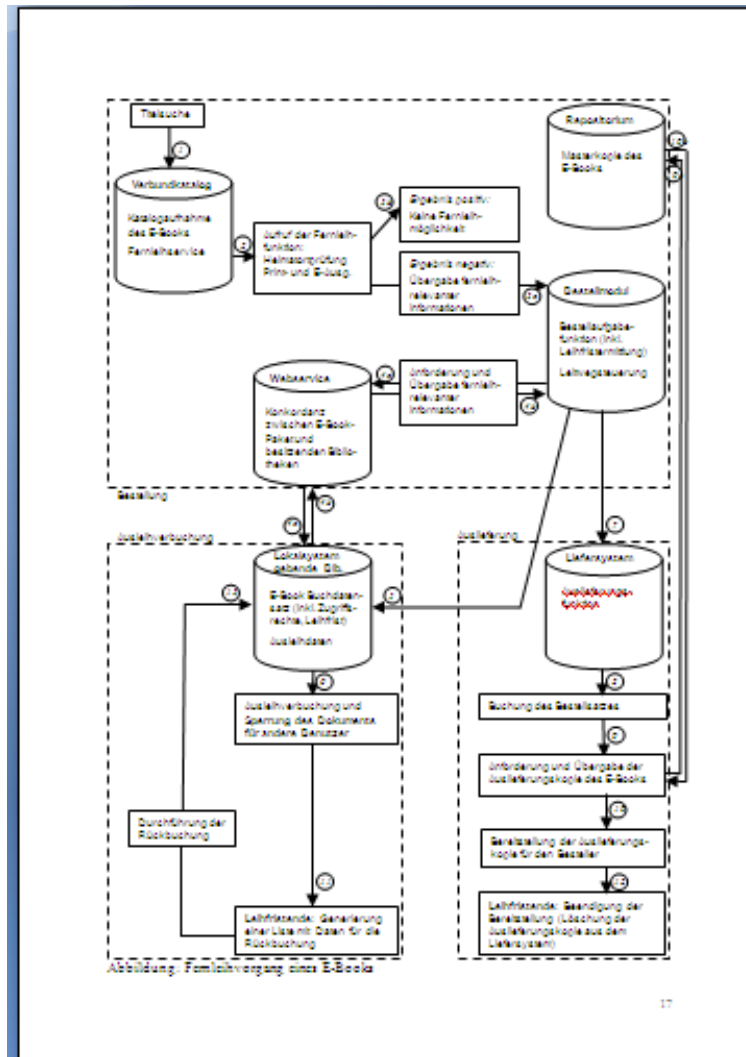 Titelsuche
1
Verbundkatalog
Katalogaufnahme
des E-Books
Fernleihservice
2
Aufruf der Fernleih-
funktion:
Heimatortprüfung
Print- und E-Ausg.
Ergebnis positiv:
Keine Fernleih-
möglichkeit
Ergebnis negativ:
Übergabe fernleih-
relevanter
Informationen
Repositorium
Masterkopie des
E-Books
Bestellmodul
Bestellaufgabe-
funktion (inkl.
Leihfristermittlung)
Leitwegsteuerung
Webservice
Konkordanz
zwischen E-Book-
Paket und
besitzenden Biblio-
theken
Anforderung und
Übergabe fernleih-
relevanter
Informationen
Bestellung
Ausleihverbuchung
Auslieferung
Lokalsystem
gebende Bib.
E-Book Buchdaten-
satz (inkl. Zugriffs-
rechte, Leihfrist)
Ausleihdaten
Liefersystem
Auslieferungs-
funktion
Ausleihverbuchung und
Sperrung des Dokuments
für andere Benutzer
Buchung des Bestellsatzes
Anforderung und Übergabe der
Auslieferungskopie des E-Books
Durchführung der
Rückbuchung
Bereitstellung der Auslieferungs-
kopie für den Besteller
Leihfristende: Generierung
einer Liste mit Daten für die
Rückbuchung
Leihfristende: Beendigung der
Bereitstellung (Löschung der
Auslieferungskopie aus dem
Liefersystem)
Abbildung.: Fernleihvorgang eines E-Books
17